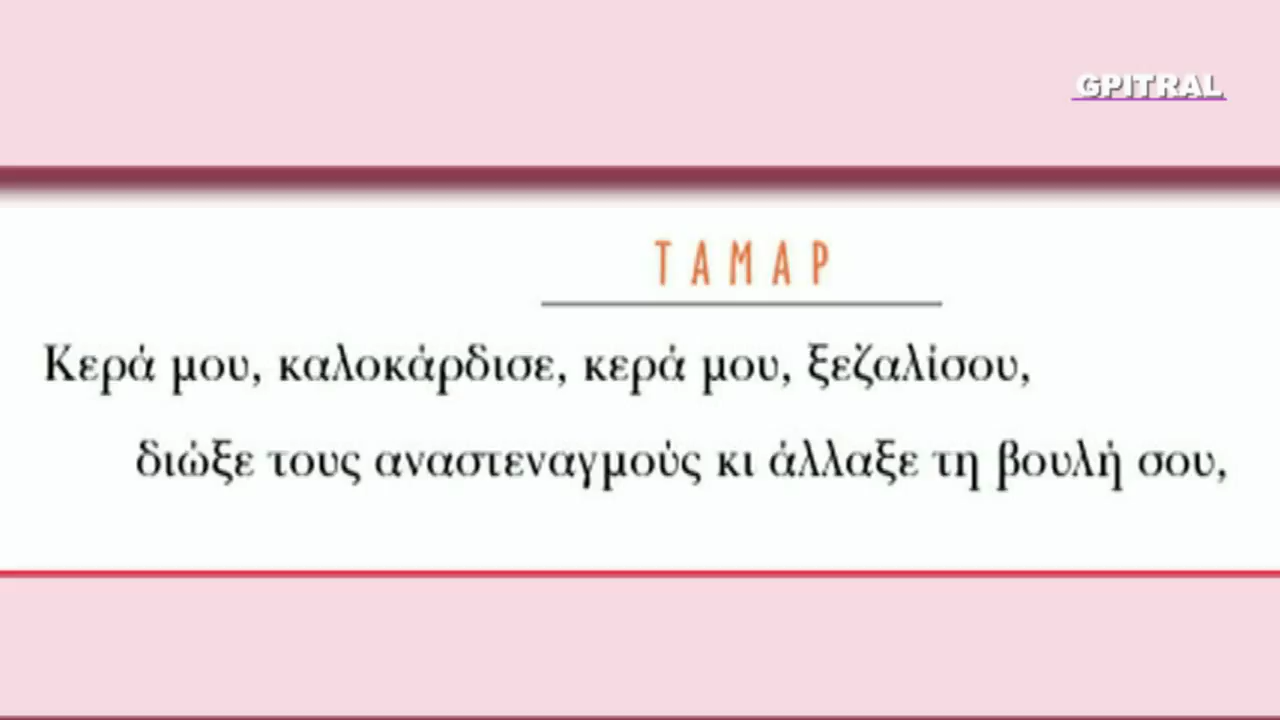 GPITRAL
ΤΑΜΑΡ
Κερά μου, καλοκάρδισε, κερά μου, ξεζαλίσου,
διώξε τους αναστεναγμούς κι άλλαξε τη βουλή σου,